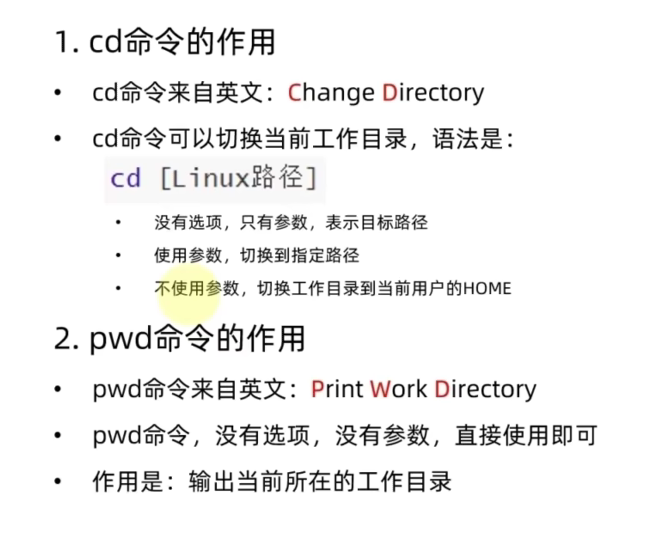 1. cd命令的作用
• cd命令来自英文：Change Directory
• cd命令可以切换当前工作目录，语法是：
cd [Linux路径]
• 没有选项，只有参数，表示目标路径
• 使用参数，切换到指定路径
• 不使用参数，切换工作目录到当前用户的HOME
2. pwd命令的作用
• pwd命令来自英文：Print Work Directory
• pwd命令，没有选项，没有参数，直接使用即可
• 作用是：输出当前所在的工作目录